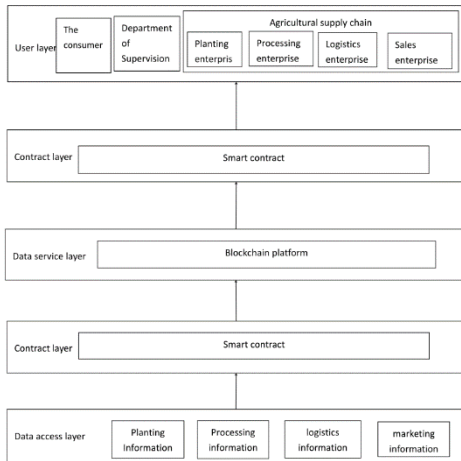 Agricultural supply chain
User layer
The
consumer
Department
of
Supervision
Planting
enterpris
Processing
enterprise
Logistics
enterprise
Sales
enterprise
Contract layer
Smart contract
Data service layer
Blockchain platform
Contract layer
Smart contract
Data access layer
Planting
Information
Processing
information
logistics
information
marketing
information